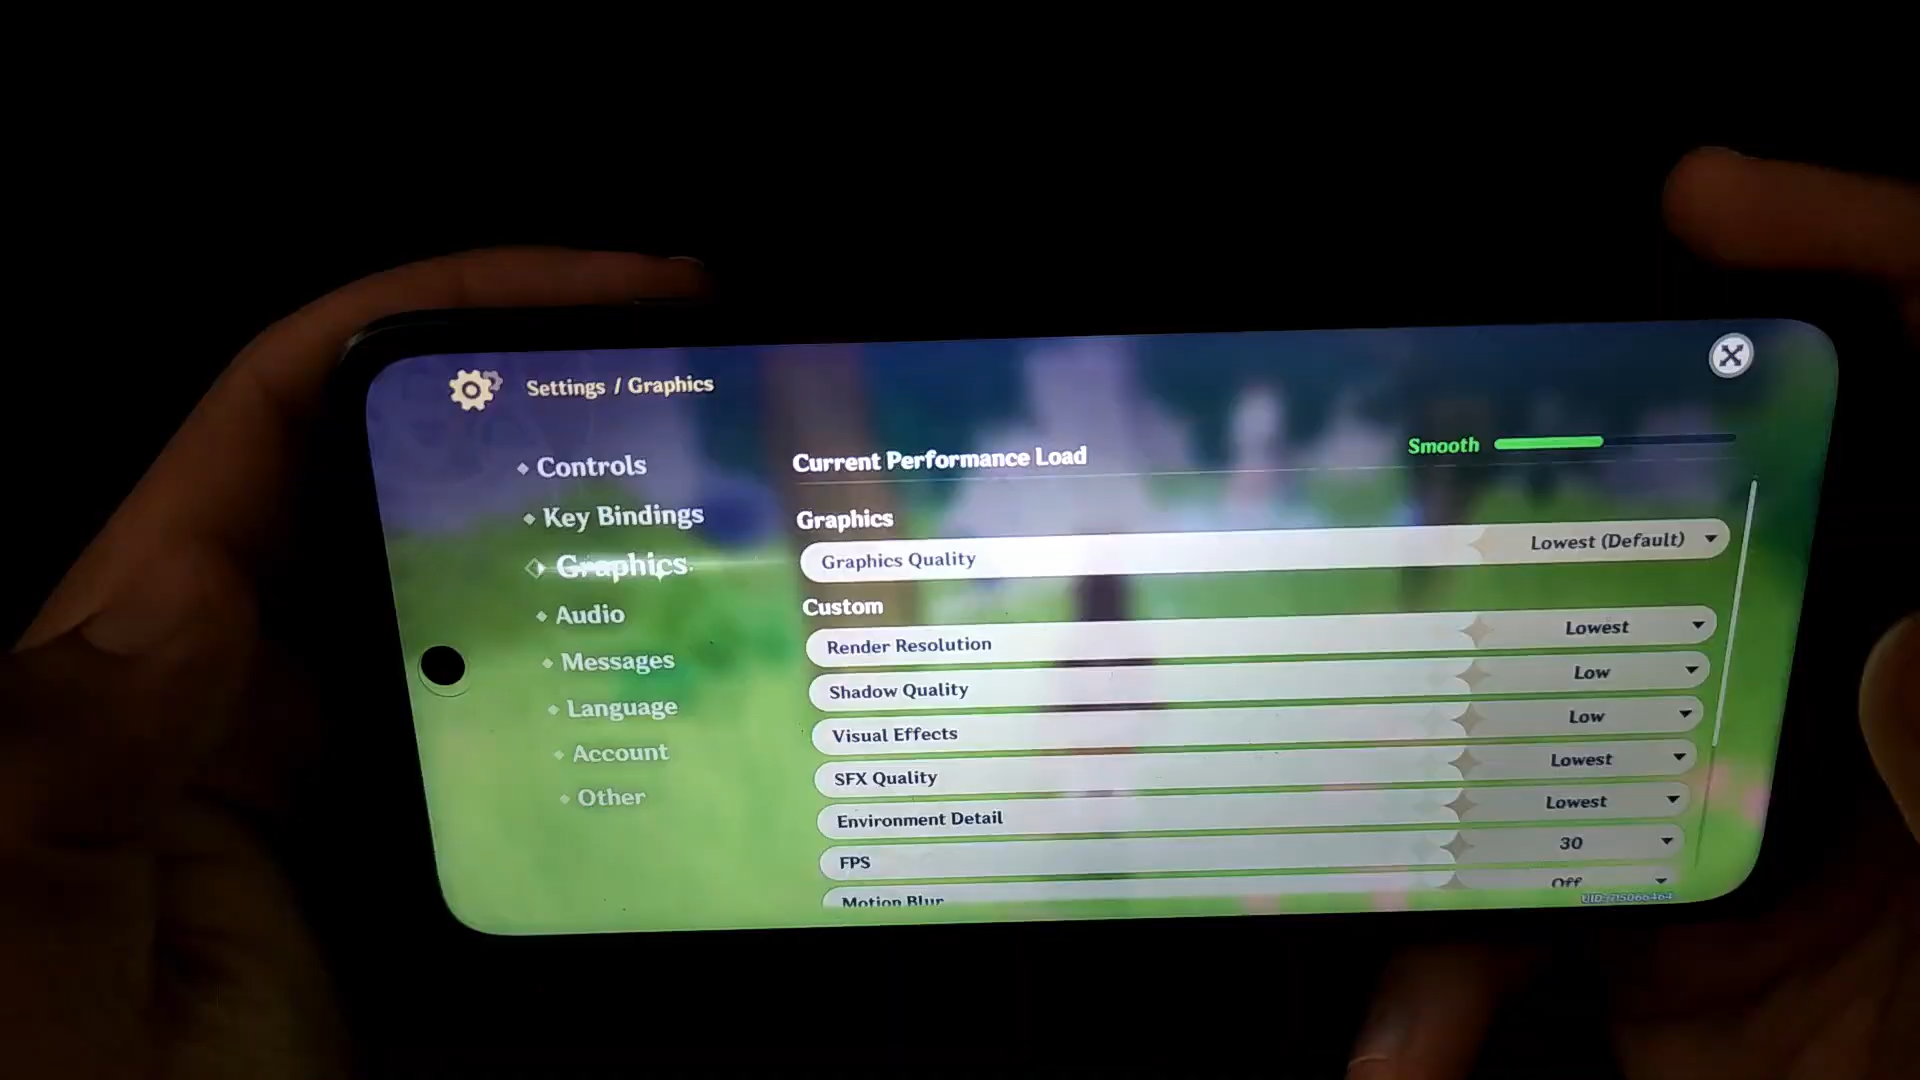 Settings / Graphics
Controls
Key Bindings
Graphics
Audio
Messages
Language
Account
Other
Current Performance Load
Smooth
Graphics
Graphics Quality Lowest (Default)
Custom
Render Resolution Lowest
Shadow Quality Low
Visual Effects Low
SFX Quality Lowest
Environment Detail Lowest
FPS 30
Motion Blur Off